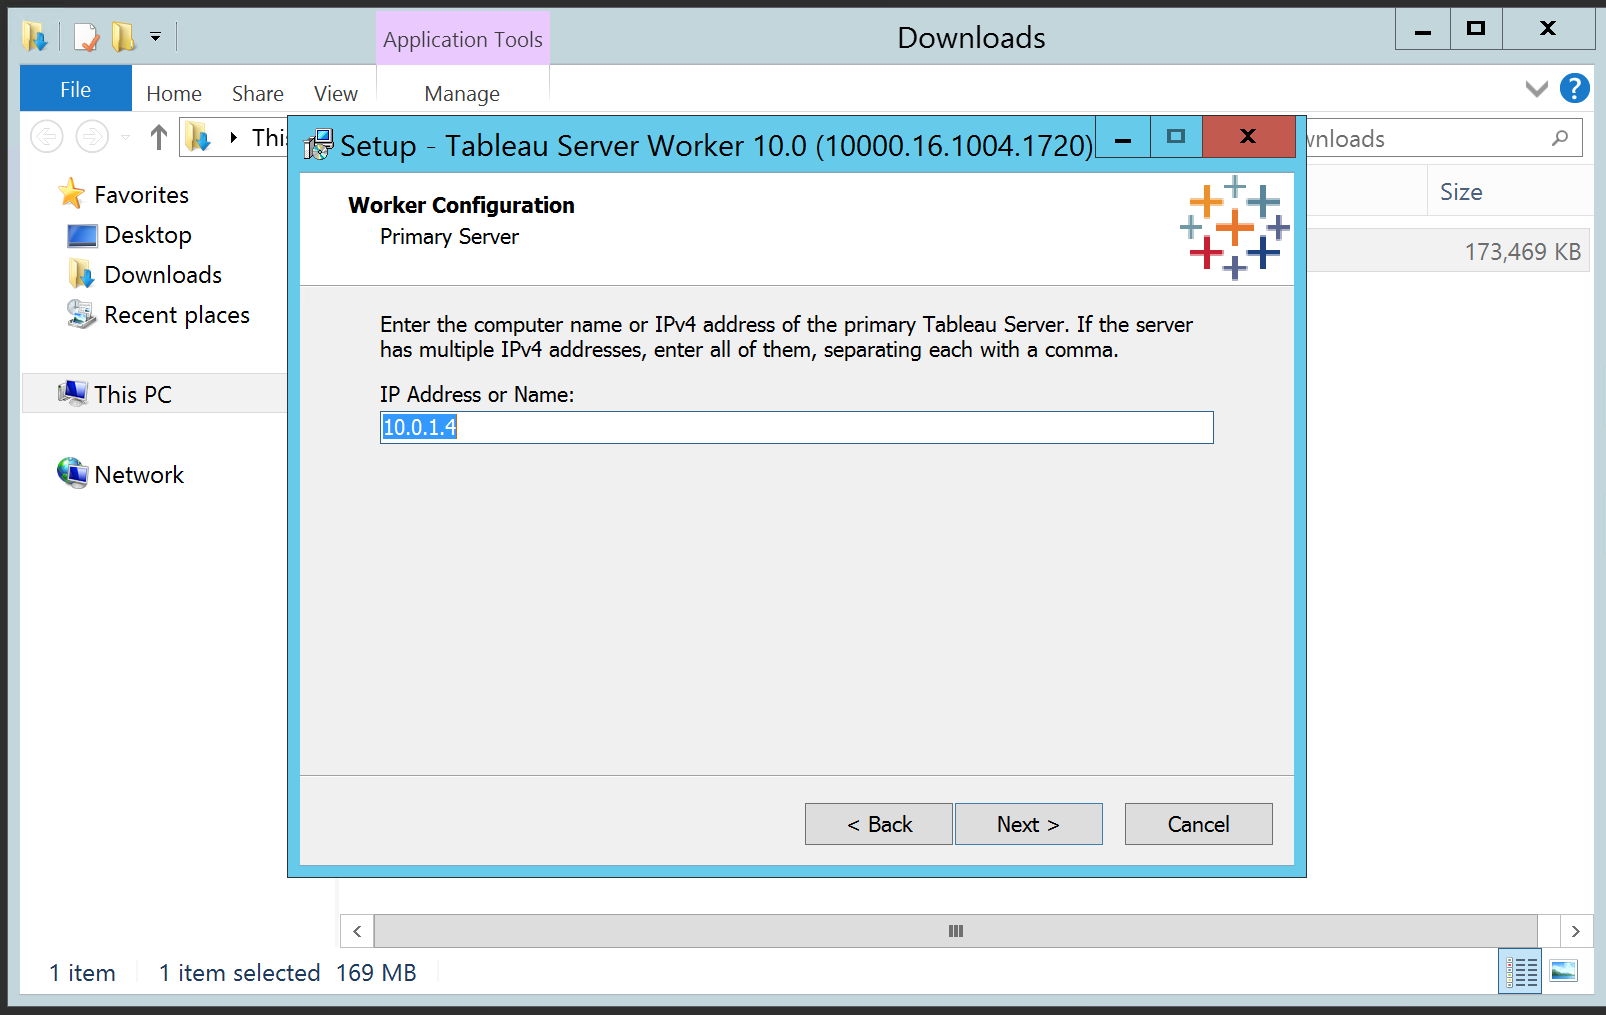 Application Tools
Downloads
File
Home
Share
View
Manage
?
Setup - Tableau Server Worker 10.0 (10000.16.1004.1720)
Favorites
Desktop
Downloads
Recent places
This PC
Network
Size
173,469 KB
Worker Configuration
Primary Server
Enter the computer name or IPv4 address of the primary Tableau Server. If the server
has multiple IPv4 addresses, enter all of them, separating each with a comma.
IP Address or Name:
10.0.1.4
< Back
Next >
Cancel
1 item
1 item selected 169 MB